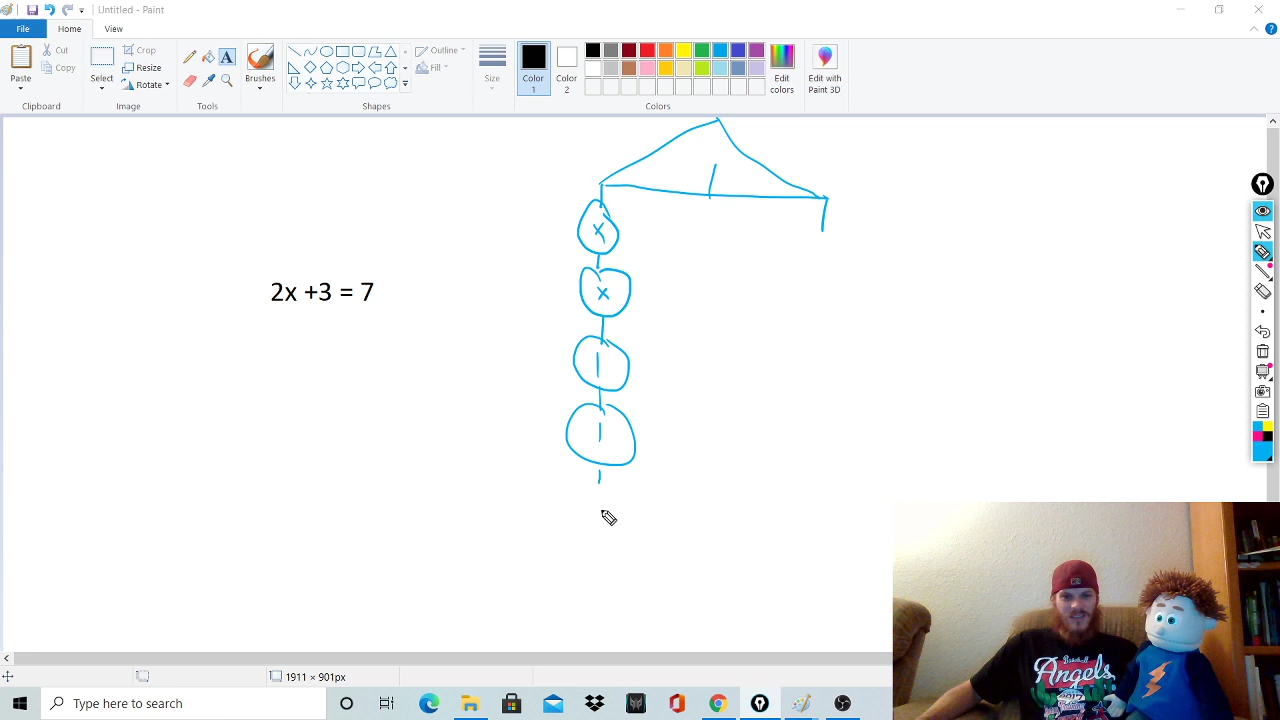 Untitled - Paint
File
Home
View
Paste
Cut
Copy
Clipboard
Select
Crop
Resize
Rotate
Image
A
Tools
Brushes
Outline
Fill
Shapes
Size
Color 1
Color 2
Edit colors
Colors
Edit with Paint 3D
x
2x +3 = 7
x
1
1
Angels
1911 × 901px
Type here to search